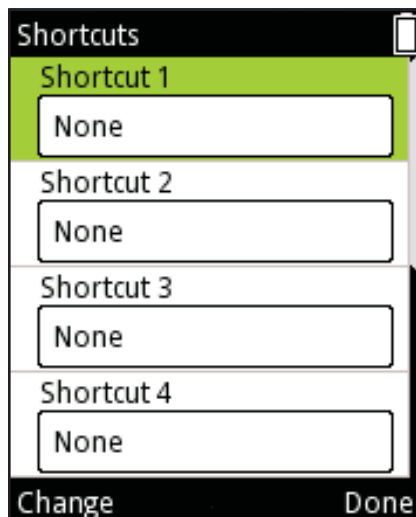 Shortcuts
Shortcut 1
None
Shortcut 2
None
Shortcut 3
None
Shortcut 4
None
Change Done